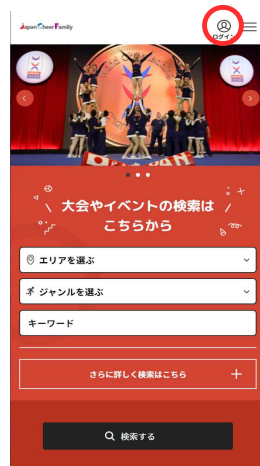 Japan Cheer Family
ログイン
JAPAN
大会やイベントの検索は
こちらから
エリアを選ぶ
ジャンルを選ぶ
キーワード
さらに詳しく検索はこちら
検索する